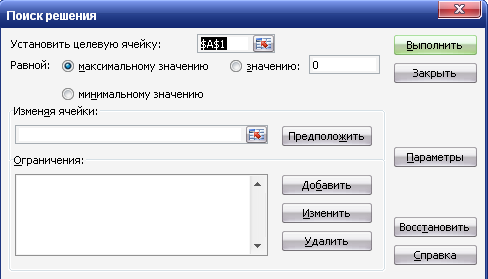 Поиск решения
Установить целевую ячейку: $A$1 Выполнить
Равной: максимальному значению значению: 0 Закрыть
минимальному значению
Изменяя ячейки:
Предположить
Ограничения: Параметры
Добавить
Изменить Восстановить
Удалить Справка